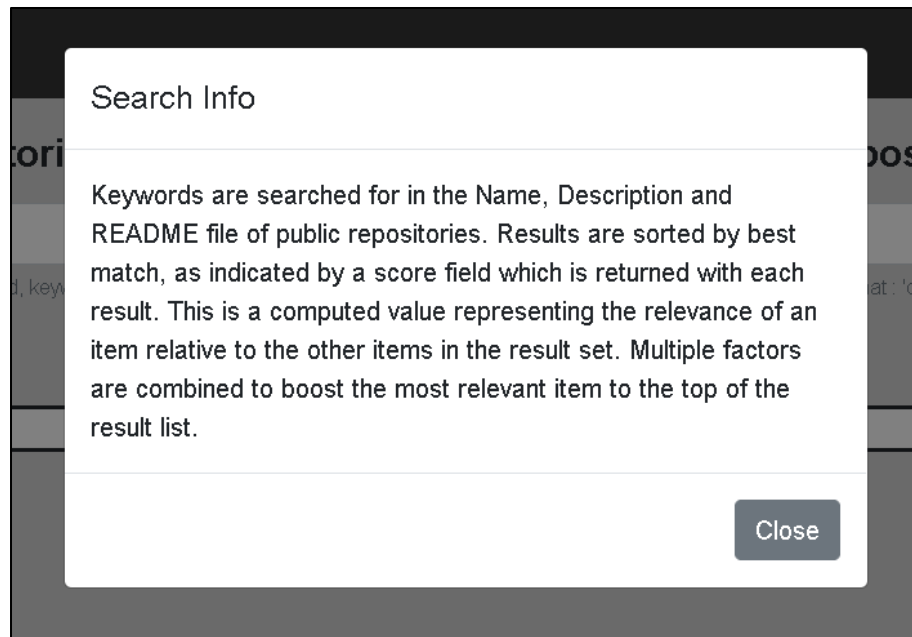 Search Info
Keywords are searched for in the Name, Description and
README file of public repositories. Results are sorted by best
match, as indicated by a score field which is returned with each
result. This is a computed value representing the relevance of an
item relative to the other items in the result set. Multiple factors
are combined to boost the most relevant item to the top of the
result list.
Close